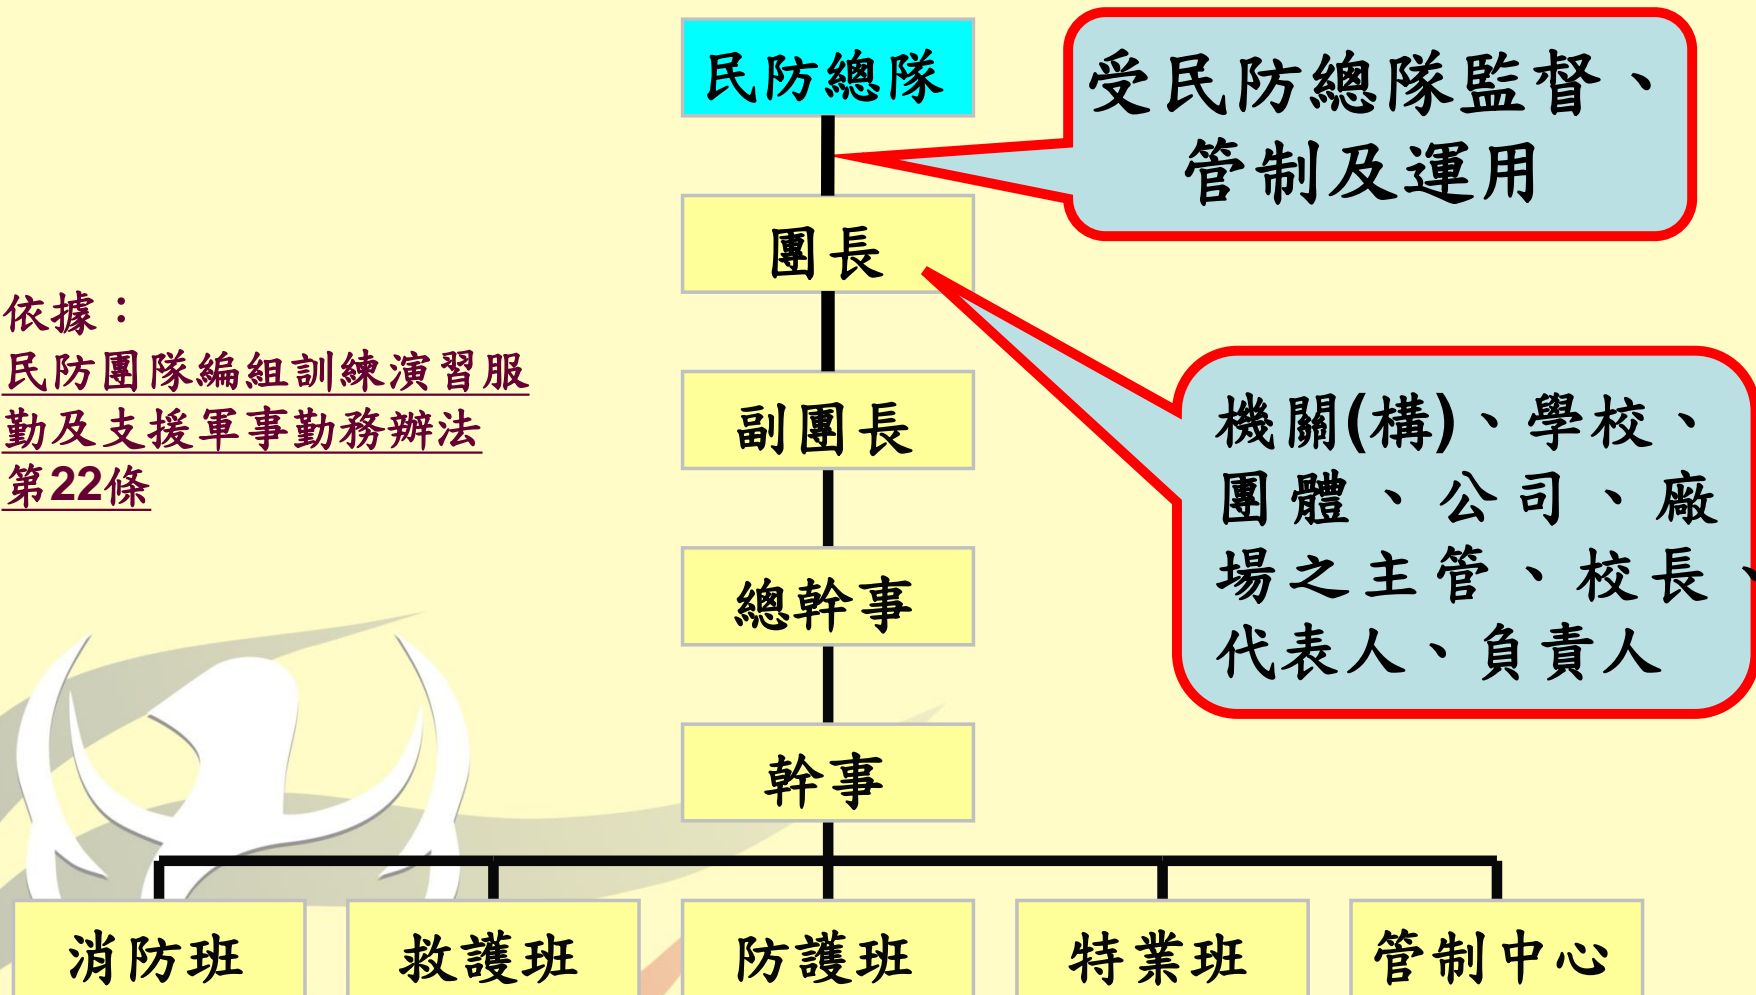 民防總隊
受民防總隊監督、
管制及運用
團長
依據：
民防團隊編組訓練演習服
勤及支援軍事勤務辦法
第22條
機關(構)、學校、
團體、公司、廠
場之主管、校長、
代表人、負責人
副團長
總幹事
幹事
消防班
救護班
防護班
特業班
管制中心